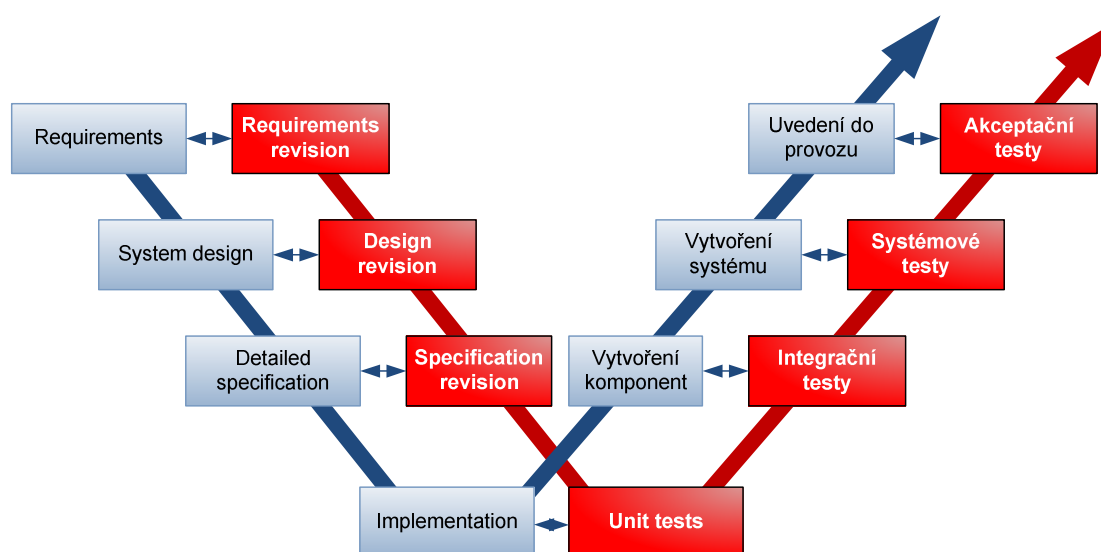 Requirements
Requirements
revision
Uvedení do
provozu
Akceptační
testy
System design
Design
revision
Vytvoření
systému
Systémové
testy
Detailed
specification
Specification
revision
Vytvoření
komponent
Integrační
testy
Implementation
Unit tests